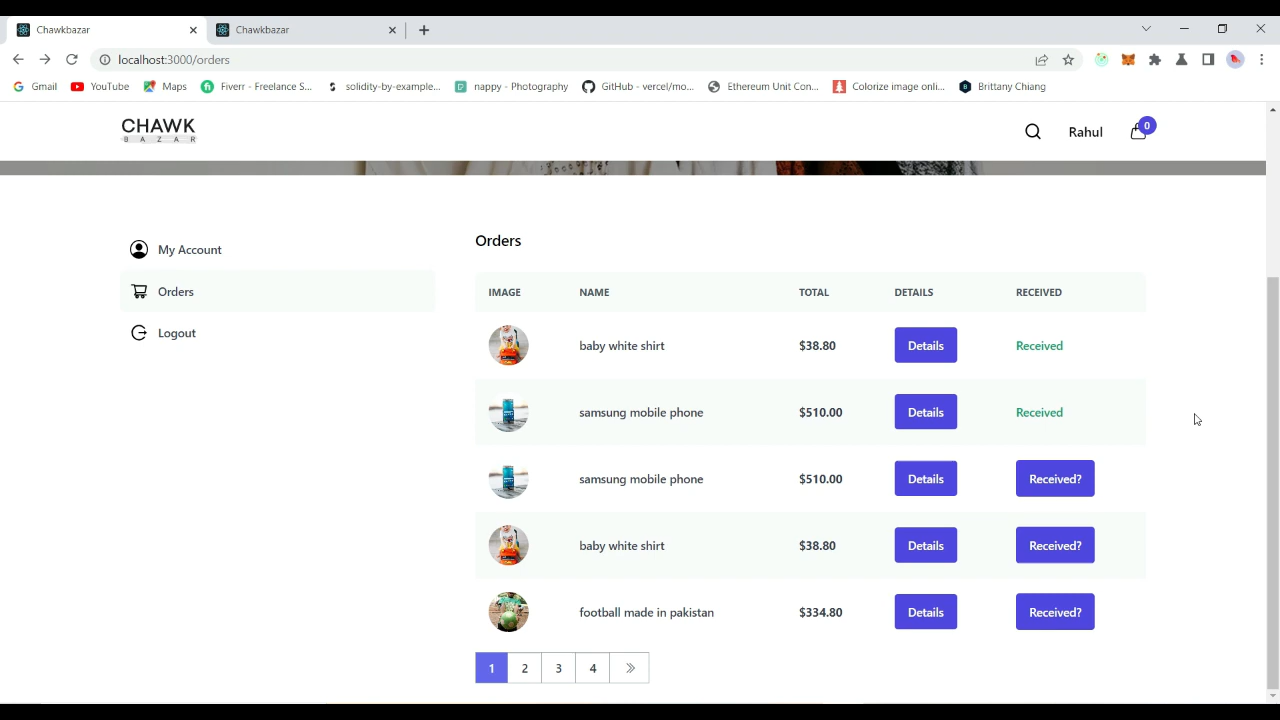 Chawkbazar
Chawkbazar
localhost:3000/orders
Gmail
YouTube
Maps
Fiverr - Freelance S...
solidity-by-example...
nappy - Photography
GitHub - vercel/mo...
Ethereum Unit Con...
Colorize image onli...
Brittany Chiang
CHAWK
BAZAR
Rahul
0
My Account
Orders
Logout
Orders
IMAGE NAME TOTAL DETAILS RECEIVED
baby white shirt $38.80 Details Received
samsung mobile phone $510.00 Details Received
samsung mobile phone $510.00 Details Received?
baby white shirt $38.80 Details Received?
football made in pakistan $334.80 Details Received?
1 2 3 4 »